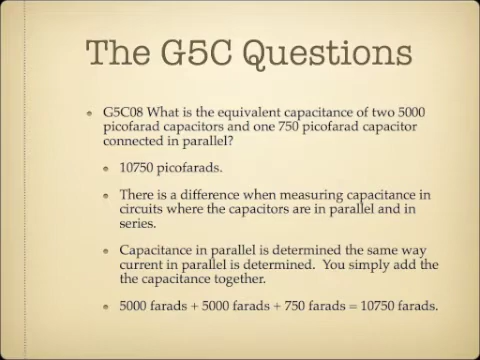 The G5C Questions
G5C08 What is the equivalent capacitance of two 5000
picofarad capacitors and one 750 picofarad capacitor
connected in parallel?
10750 picofarads.
There is a difference when measuring capacitance in
circuits where the capacitors are in parallel and in
series.
Capacitance in parallel is determined the same way
current in parallel is determined. You simply add the
the capacitance together.
5000 farads + 5000 farads + 750 farads = 10750 farads.